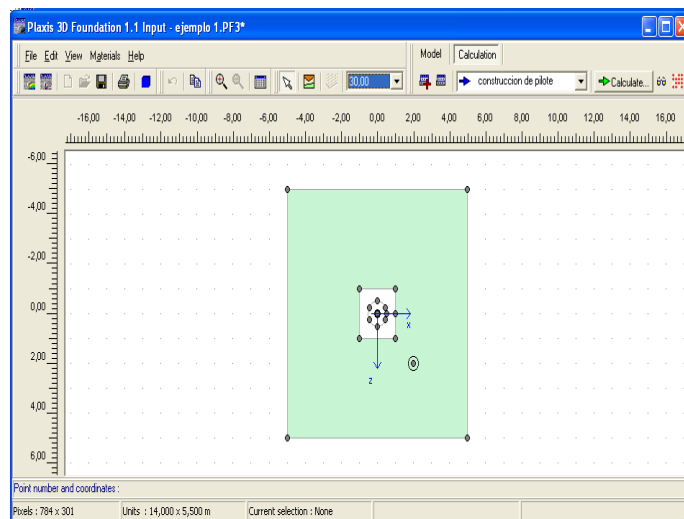 Plaxis 3D Foundation 1.1 Input - ejemplo 1.PF3*
File Edit View Materials Help
Model Calculation
30,00
construccion de pilote
Calculate...
-16,00 -14,00 -12,00 -10,00 -8,00 -6,00 -4,00 -2,00 0,00 2,00 4,00 6,00 8,00 10,00 12,00 14,00 16,00
-6,00
-4,00
-2,00
0,00
x
2,00
z
4,00
6,00
Point number and coordinates :
Pixels : 784 x 301 Units : 14,000 x 5,500 m Current selection : None